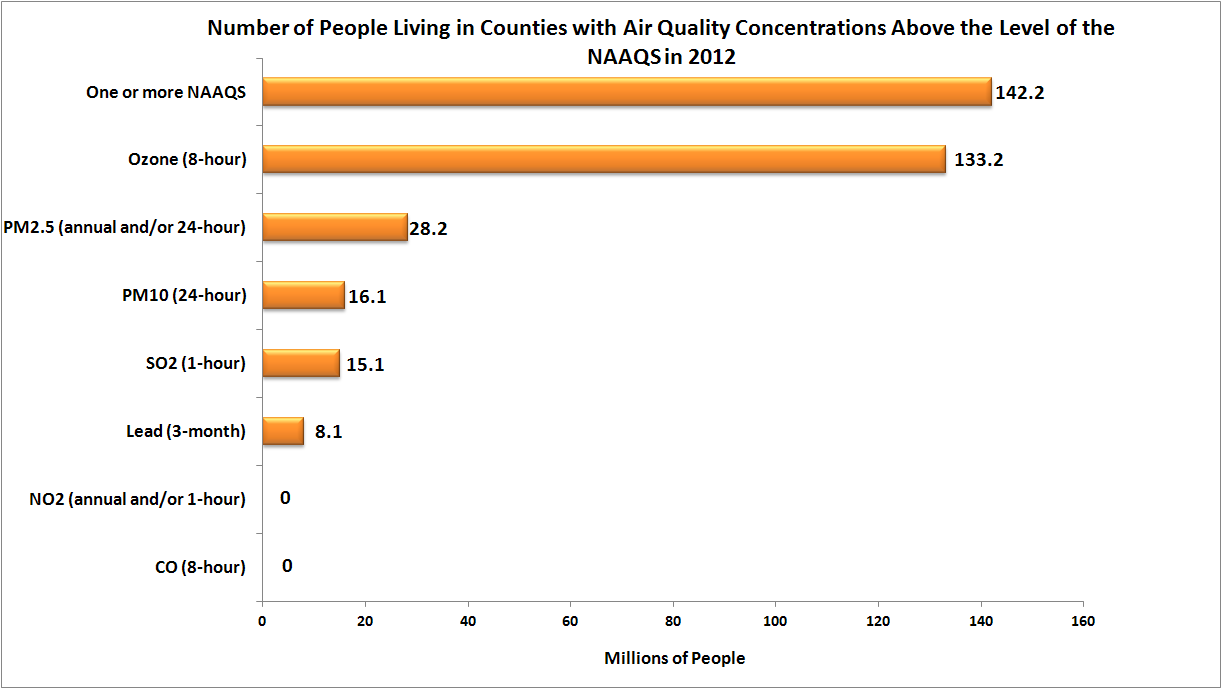 Number of People Living in Counties with Air Quality Concentrations Above the Level of the
NAAQS in 2012
One or more NAAQS 142.2
Ozone (8-hour) 133.2
PM2.5 (annual and/or 24-hour) 28.2
PM10 (24-hour) 16.1
SO2 (1-hour) 15.1
Lead (3-month) 8.1
NO2 (annual and/or 1-hour) 0
CO (8-hour) 0
0 20 40 60 80 100 120 140 160
Millions of People